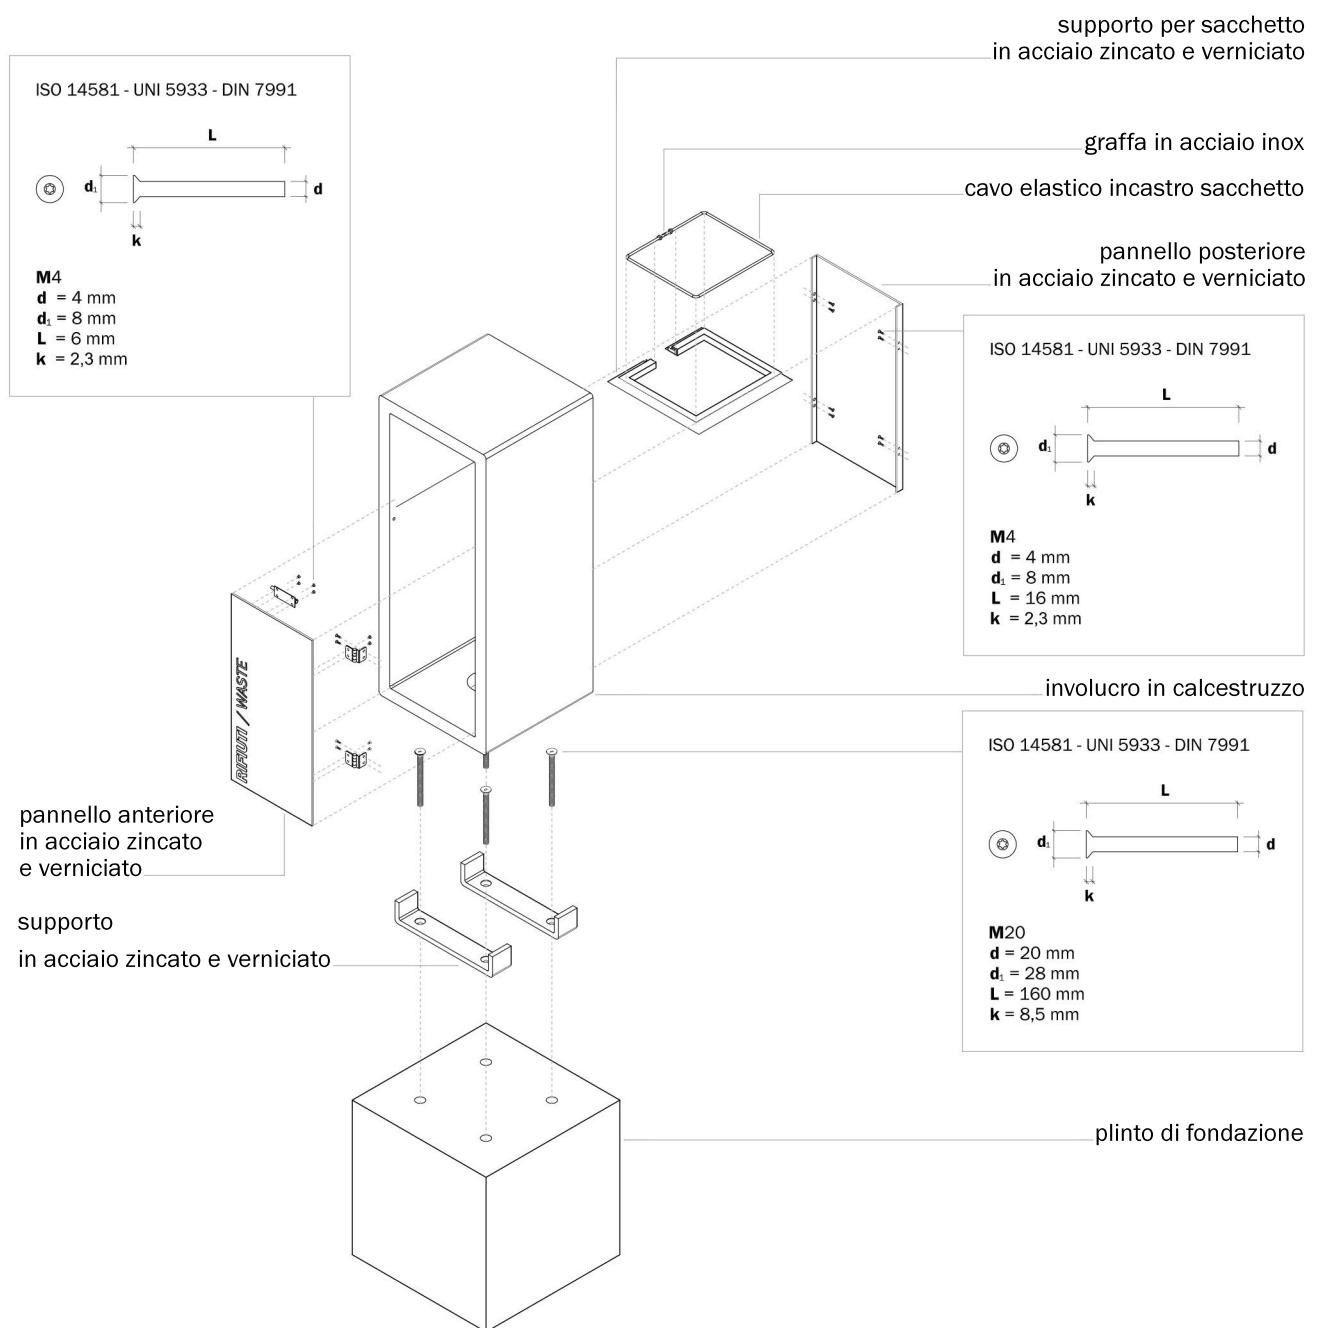 supporto per sacchetto
in acciaio zincato e verniciato
graffa in acciaio inox
cavo elastico incastro sacchetto
pannello posteriore
in acciaio zincato e verniciato
ISO 14581 - UNI 5933 - DIN 7991
L
d₁
d
k
M4
d = 4 mm
d₁ = 8 mm
L = 6 mm
k = 2,3 mm
ISO 14581 - UNI 5933 - DIN 7991
L
d₁
d
k
M4
d = 4 mm
d₁ = 8 mm
L = 16 mm
k = 2,3 mm
RIFIUTI / WASTE
involucro in calcestruzzo
ISO 14581 - UNI 5933 - DIN 7991
L
d₁
d
k
M20
d = 20 mm
d₁ = 28 mm
L = 160 mm
k = 8,5 mm
pannello anteriore
in acciaio zincato
e verniciato
supporto
in acciaio zincato e verniciato
plinto di fondazione